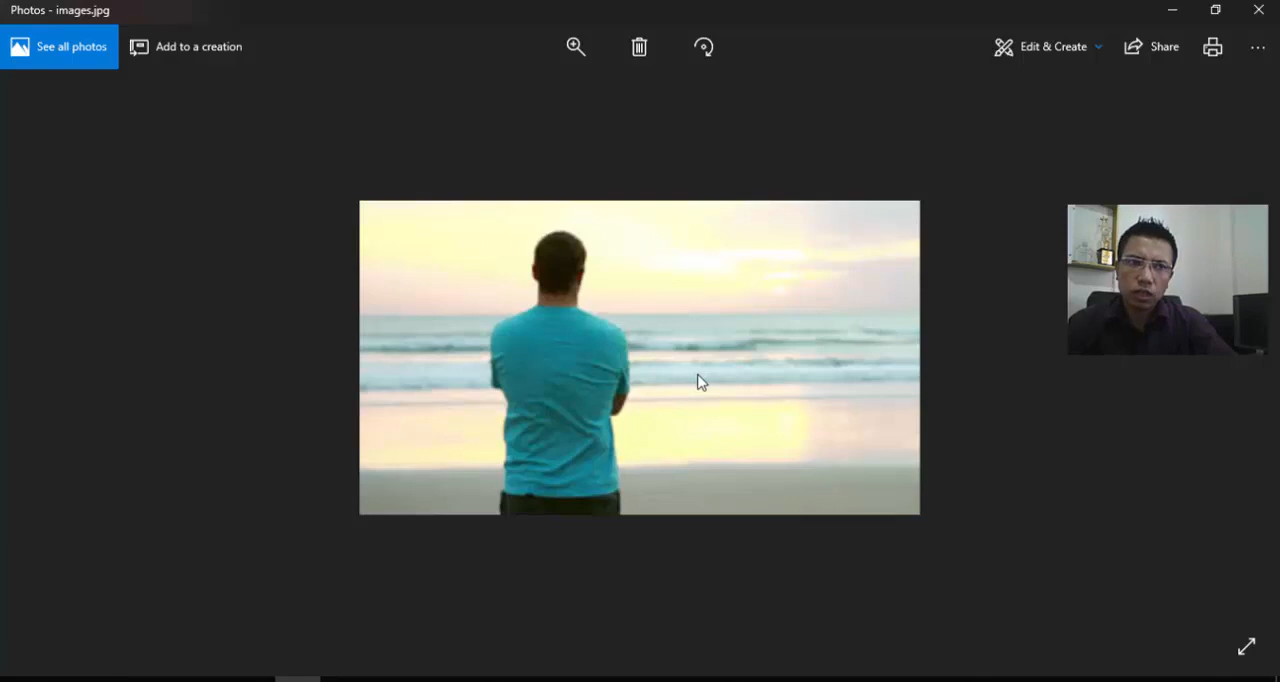 Photos - images.jpg
See all photos
Add to a creation
Edit & Create
Share